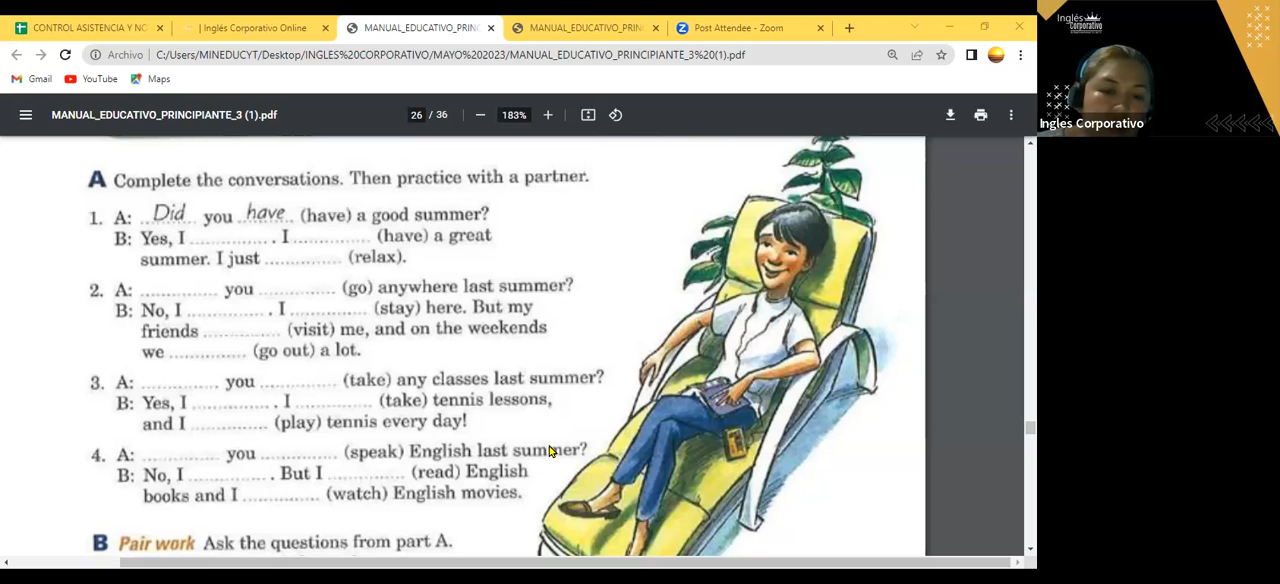 CONTROL ASISTENCIA Y NO
| Inglés Corporativo Online
MANUAL_EDUCATIVO_PRINC
MANUAL_EDUCATIVO_PRINC
Post Attendee - Zoom
Archivo
C:/Users/MINEDUCYT/Desktop/INGLES%20CORPORATIVO/MAYO%202023/MANUAL_EDUCATIVO_PRINCIPIANTE_3%20(1).pdf
Gmail
YouTube
Maps
MANUAL_EDUCATIVO_PRINCIPIANTE_3 (1).pdf
26 / 36
183%
A Complete the conversations. Then practice with a partner.
1. A: Did you have (have) a good summer?
B: Yes, I ............... . I ............... (have) a great
summer. I just ............... (relax).
2. A: ............... you ............... (go) anywhere last summer?
B: No, I ............... . I ............... (stay) here. But my
friends ............... (visit) me, and on the weekends
we ............... (go out) a lot.
3. A: ............... you ............... (take) any classes last summer?
B: Yes, I ............... . I ............... (take) tennis lessons,
and I ............... (play) tennis every day!
4. A: ............... you ............... (speak) English last summer?
B: No, I ............... . But I ............... (read) English
books and I ............... (watch) English movies.
B Pair work Ask the questions from part A.
Inglés
Corporativo
Ingles Corporativo